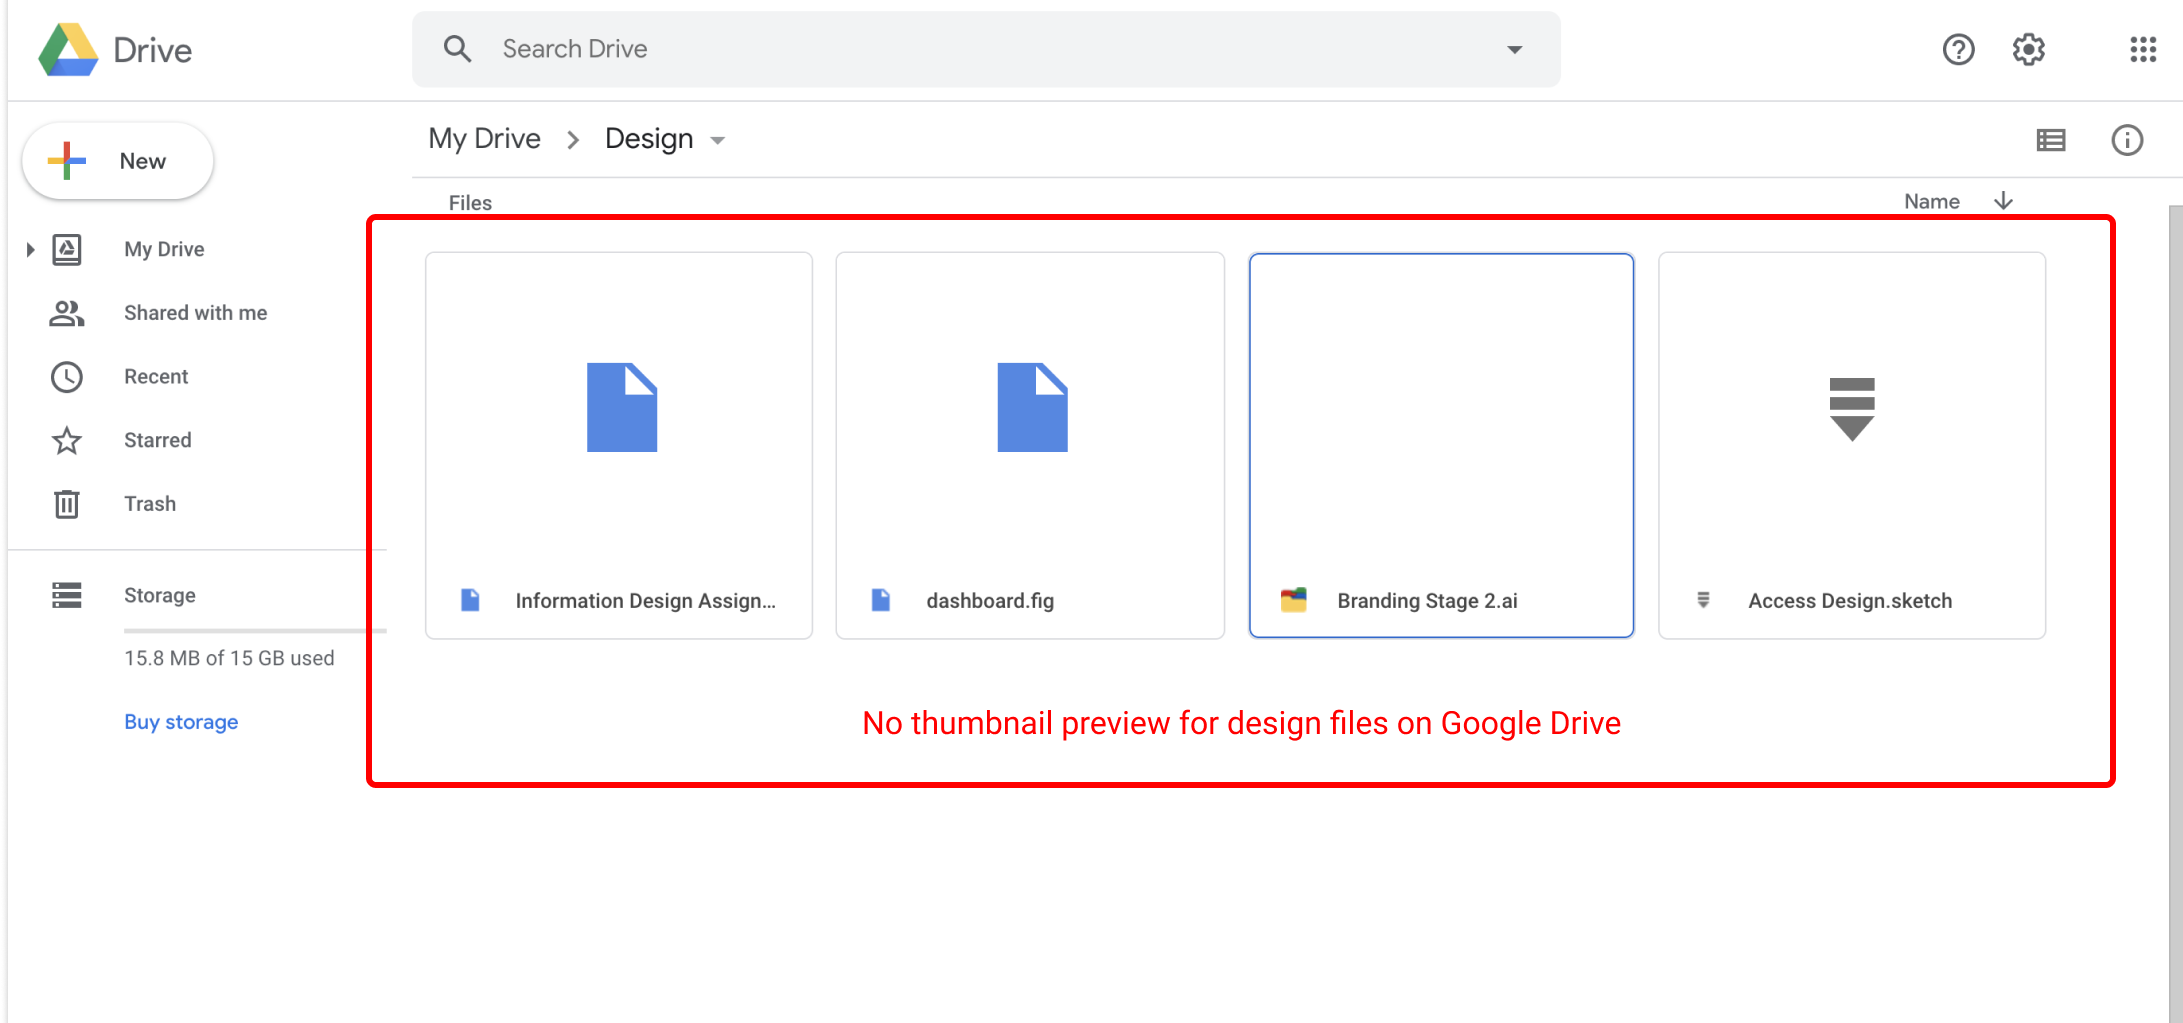 Drive
Search Drive
New
My Drive
Shared with me
Recent
Starred
Trash
Storage
15.8 MB of 15 GB used
Buy storage
My Drive > Design
Files
Name
Information Design Assign...
dashboard.fig
Branding Stage 2.ai
Access Design.sketch
No thumbnail preview for design files on Google Drive